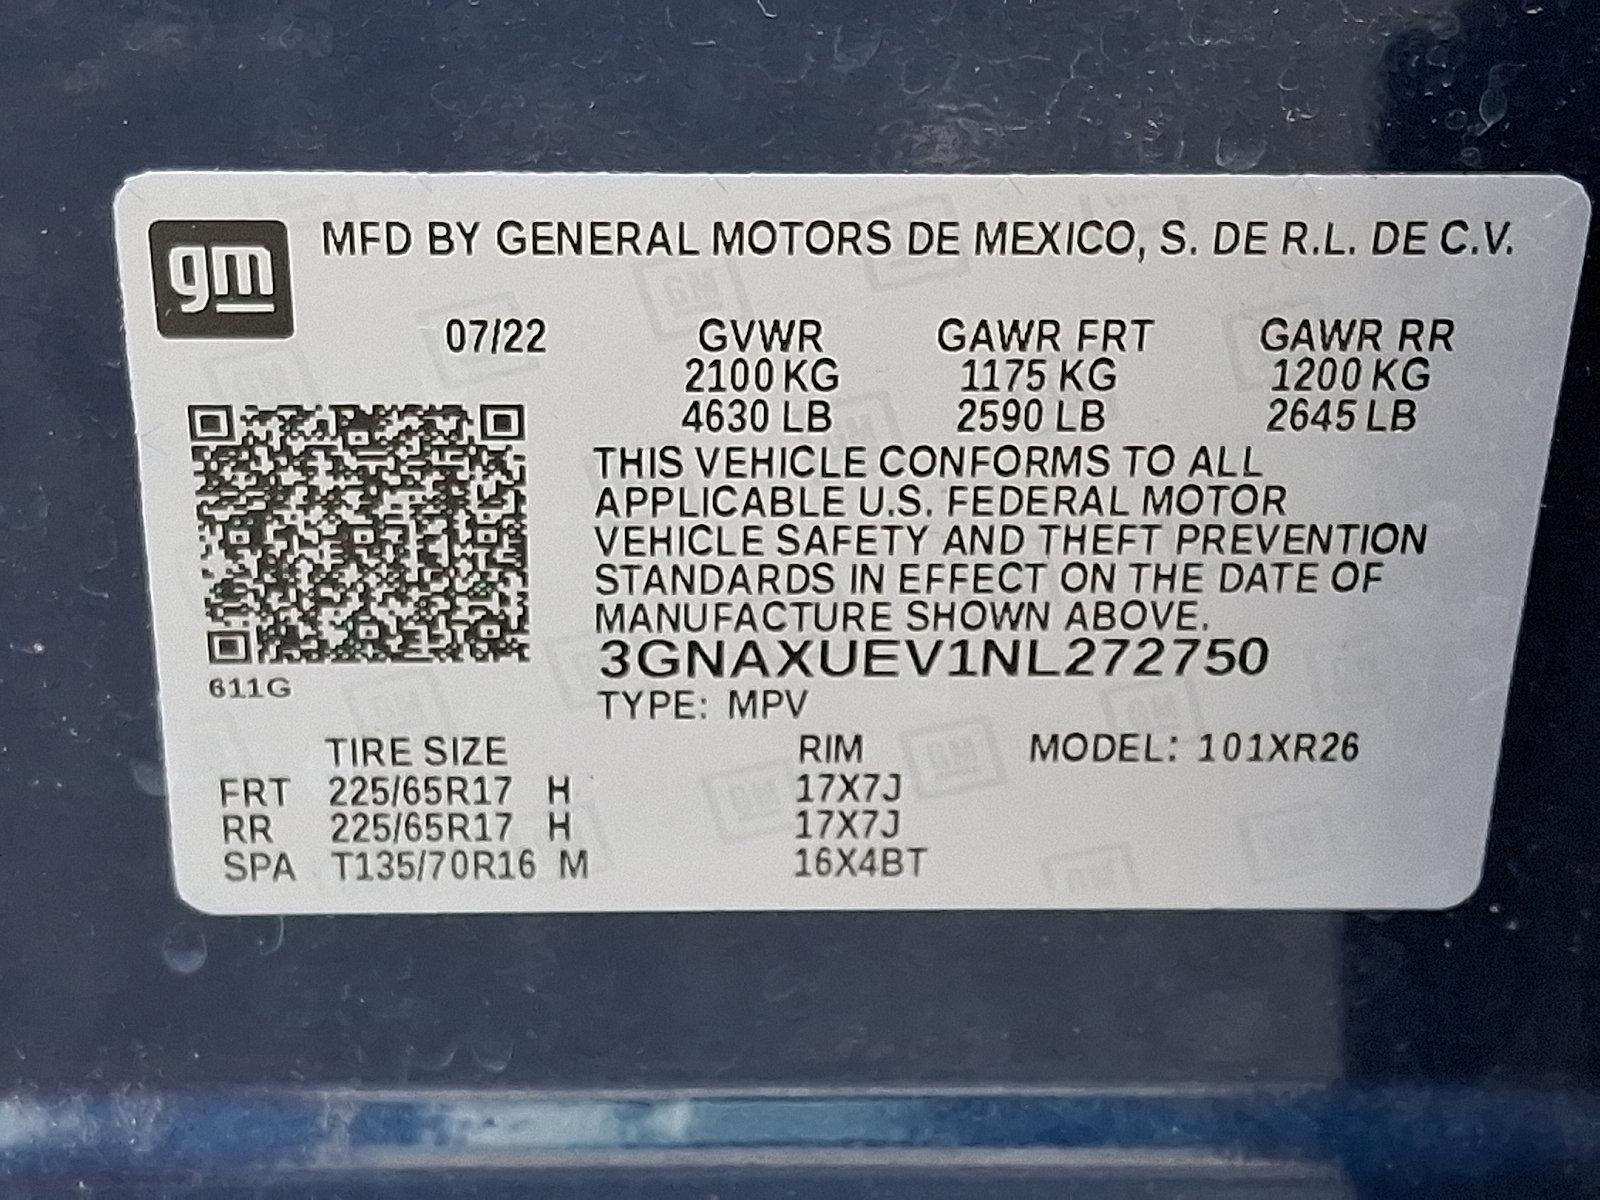 gm MFD BY GENERAL MOTORS DE MEXICO, S. DE R.L. DE C.V.
07/22 GVWR GAWR FRT GAWR RR
2100 KG 1175 KG 1200 KG
4630 LB 2590 LB 2645 LB
THIS VEHICLE CONFORMS TO ALL
APPLICABLE U.S. FEDERAL MOTOR
VEHICLE SAFETY AND THEFT PREVENTION
STANDARDS IN EFFECT ON THE DATE OF
MANUFACTURE SHOWN ABOVE.
3GNAXUEV1NL272750
611G
TYPE: MPV
TIRE SIZE RIM MODEL: 101XR26
FRT 225/65R17 H 17X7J
RR 225/65R17 H 17X7J
SPA T135/70R16 M 16X4BT